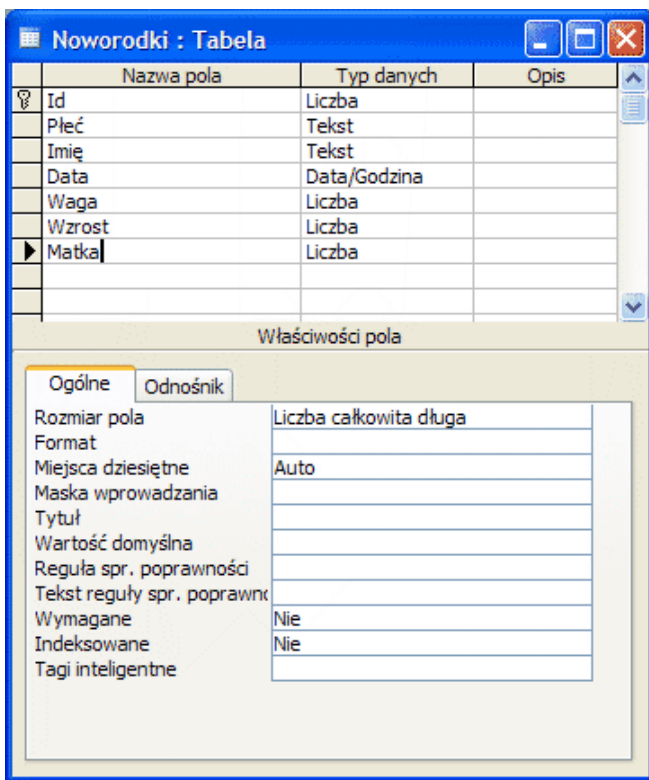 Noworodki : Tabela
Nazwa pola Typ danych Opis
Id Liczba
Płeć Tekst
Imię Tekst
Data Data/Godzina
Waga Liczba
Wzrost Liczba
Matka Liczba
Właściwości pola
Ogólne Odnośnik
Rozmiar pola Liczba całkowita długa
Format
Miejsca dziesiętne Auto
Maska wprowadzania
Tytuł
Wartość domyślna
Reguła spr. poprawności
Tekst reguły spr. poprawno
Wymagane Nie
Indeksowane Nie
Tagi inteligentne